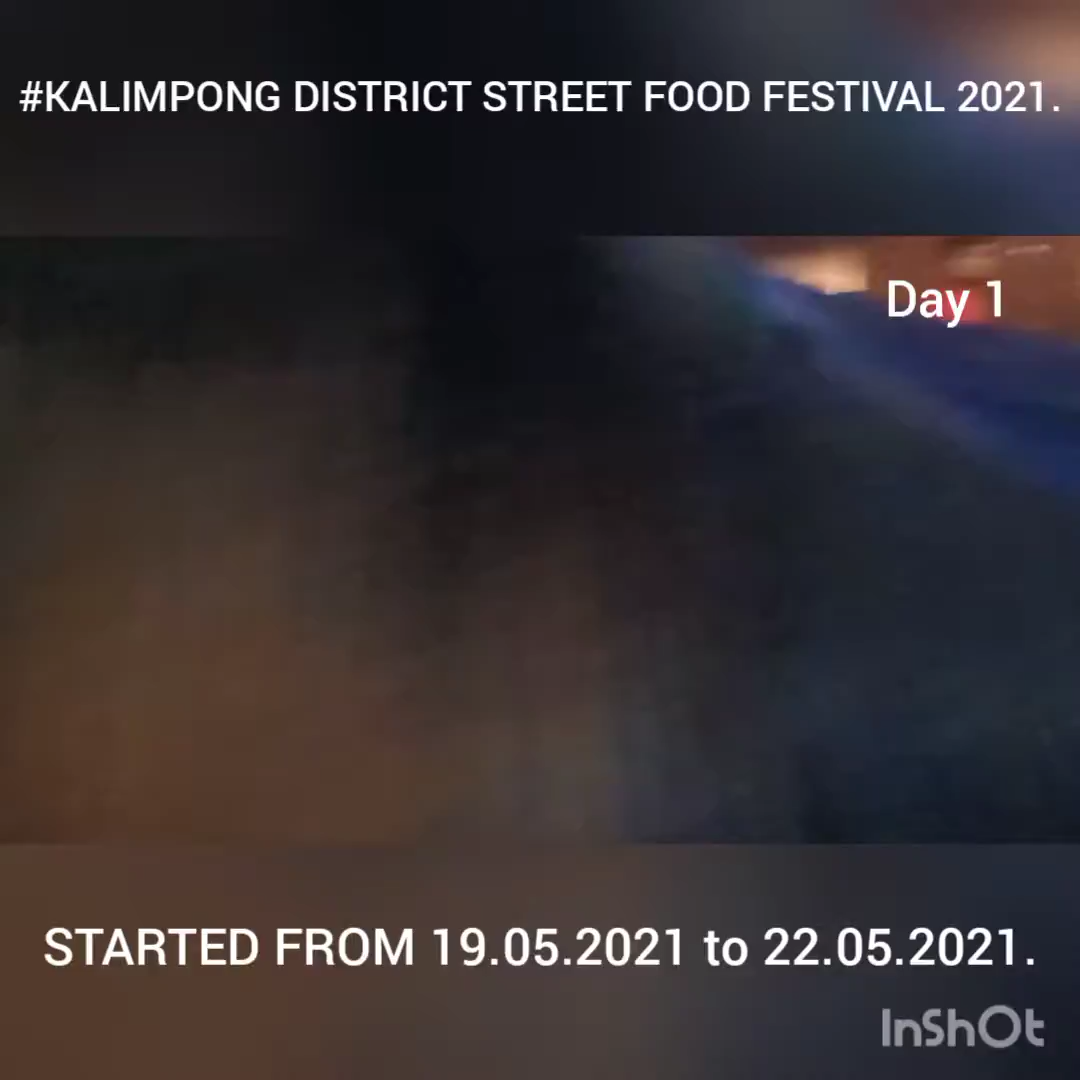 #KALIMPONG DISTRICT STREET FOOD FESTIVAL 2021.
Day 1
STARTED FROM 19.05.2021 to 22.05.2021.
InShOt